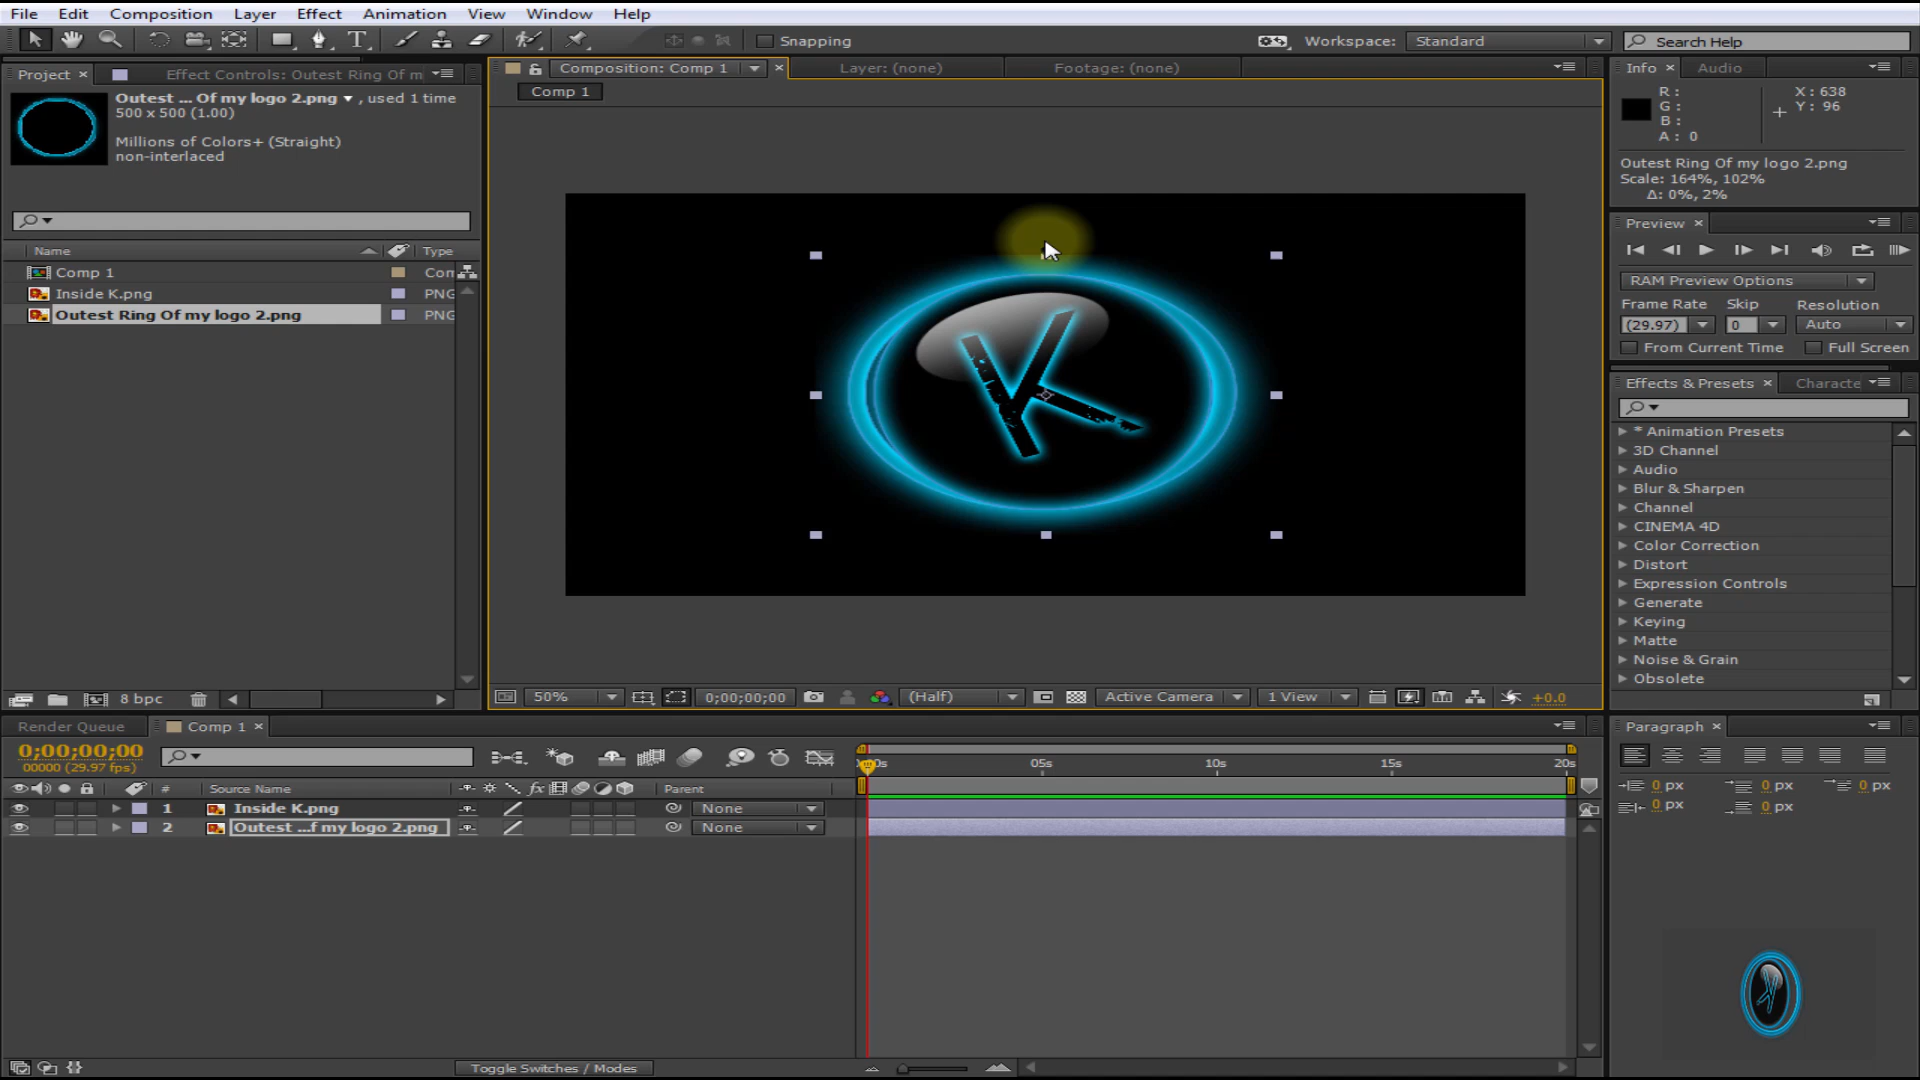 File Edit Composition Layer Effect Animation View Window Help
Snapping Workspace: Standard Search Help
Project Effect Controls: Outest Ring Of m
Composition: Comp 1 Layer: (none) Footage: (none)
Info Audio
Outest ... Of my logo 2.png , used 1 time
500 x 500 (1.00)
Millions of Colors+ (Straight)
non-interlaced
Comp 1
R : X : 638
G : Y : 96
B :
A : 0
Outest Ring Of my logo 2.png
Scale: 164%, 102%
Δ: 0%, 2%
Preview
RAM Preview Options
Frame Rate Skip Resolution
(29.97) 0 Auto
From Current Time Full Screen
Name Type
Comp 1 Con
Inside K.png PNG
Outest Ring Of my logo 2.png PNG
K
Effects & Presets Characte
* Animation Presets
3D Channel
Audio
Blur & Sharpen
Channel
CINEMA 4D
Color Correction
Distort
Expression Controls
Generate
Keying
Matte
Noise & Grain
Obsolete
8 bpc
50% 0;00;00;00 (Half) Active Camera 1 View +0.0
Render Queue Comp 1
0;00;00;00
00000 (29.97 fps)
00s 05s 10s 15s 20s
# Source Name fx Parent
1 Inside K.png None
2 Outest ...f my logo 2.png None
Toggle Switches / Modes
Paragraph
0 px 0 px 0 px
0 px 0 px
K